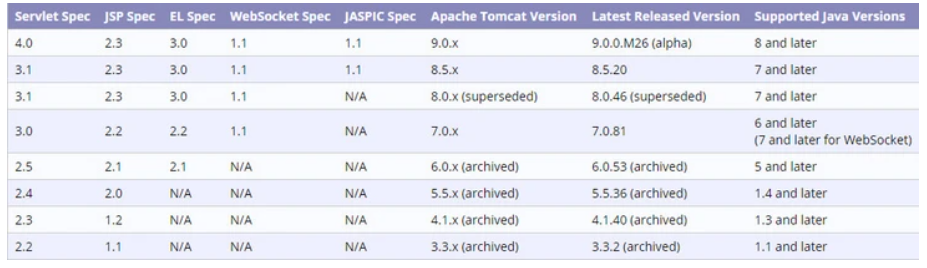 Servlet Spec JSP Spec EL Spec WebSocket Spec JASPIC Spec Apache Tomcat Version Latest Released Version Supported Java Versions
4.0 2.3 3.0 1.1 1.1 9.0.x 9.0.0.M26 (alpha) 8 and later
3.1 2.3 3.0 1.1 1.1 8.5.x 8.5.20 7 and later
3.1 2.3 3.0 1.1 N/A 8.0.x (superseded) 8.0.46 (superseded) 7 and later
3.0 2.2 2.2 1.1 N/A 7.0.x 7.0.81 6 and later
(7 and later for WebSocket)
2.5 2.1 2.1 N/A N/A 6.0.x (archived) 6.0.53 (archived) 5 and later
2.4 2.0 N/A N/A N/A 5.5.x (archived) 5.5.36 (archived) 1.4 and later
2.3 1.2 N/A N/A N/A 4.1.x (archived) 4.1.40 (archived) 1.3 and later
2.2 1.1 N/A N/A N/A 3.3.x (archived) 3.3.2 (archived) 1.1 and later